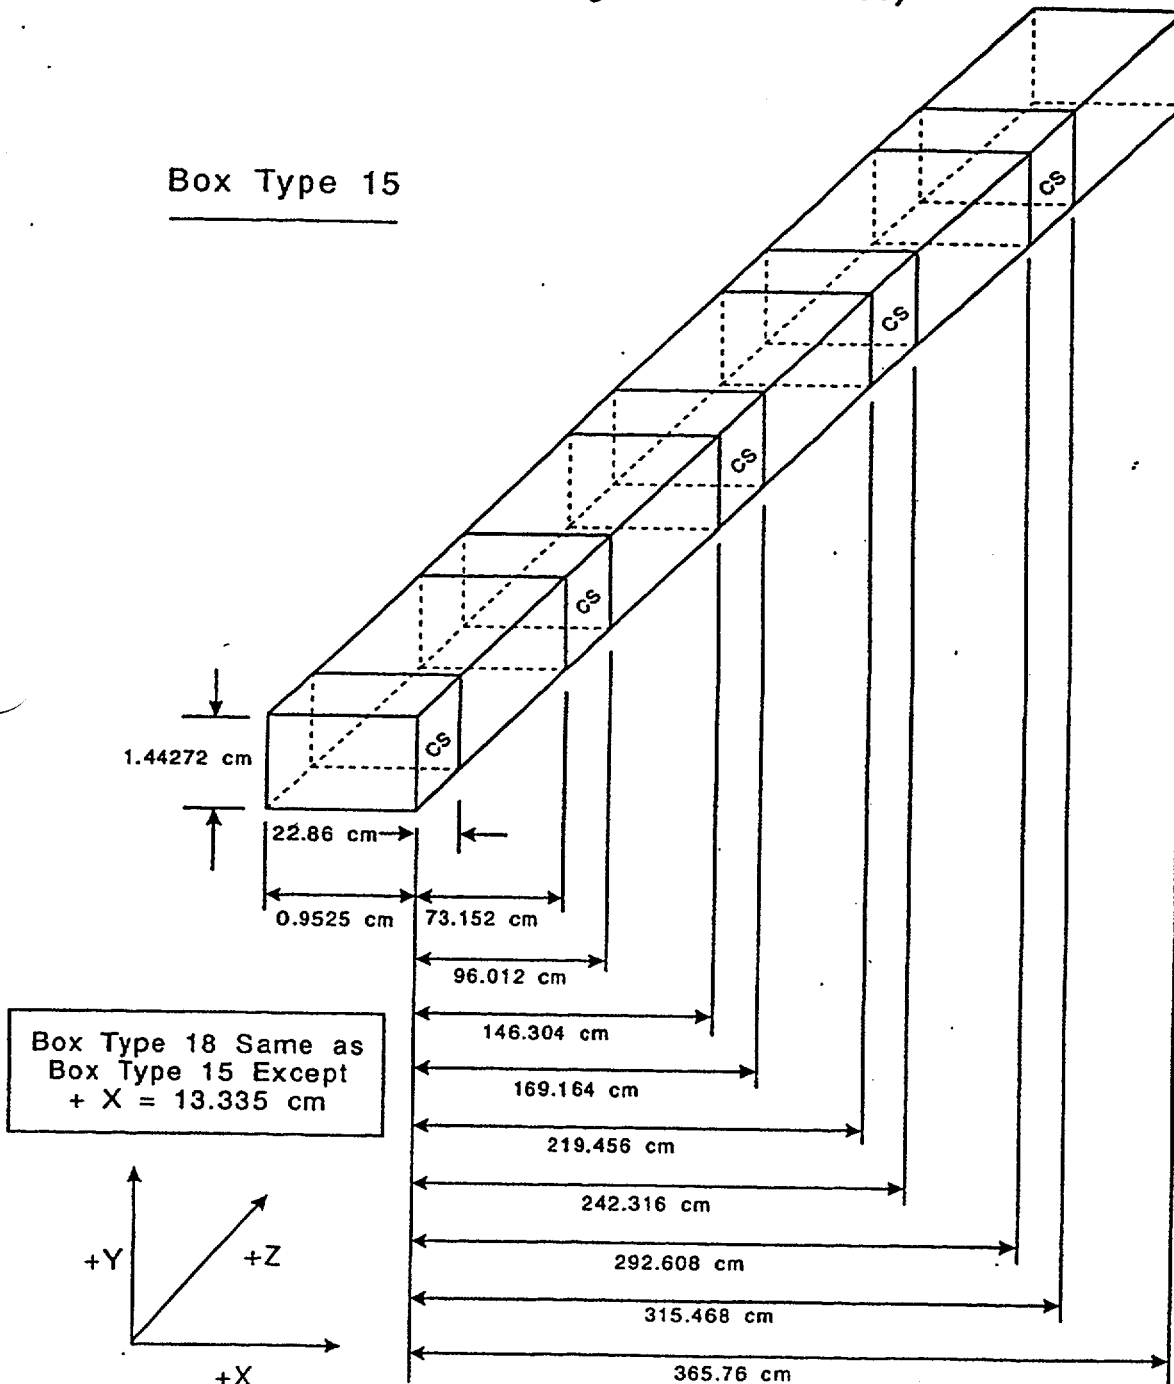 Box Type 15
CS
CS
CS
CS
CS
1.44272 cm
22.86 cm
0.9525 cm
73.152 cm
96.012 cm
146.304 cm
169.164 cm
219.456 cm
242.316 cm
292.608 cm
315.468 cm
365.76 cm
Box Type 18 Same as
Box Type 15 Except
+ X = 13.335 cm
+Y
+Z
+X